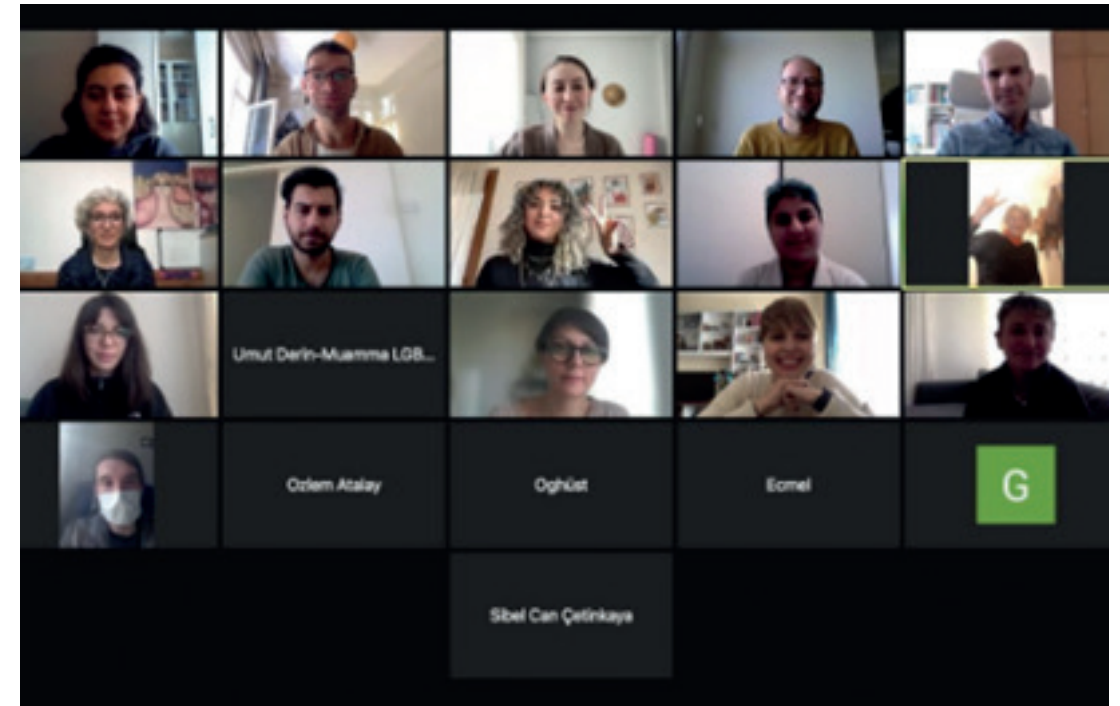 Umut Derin-Muamma LGB...
Ozlem Atalay
Oghüst
Ecmel
G
Sibel Can Çetinkaya